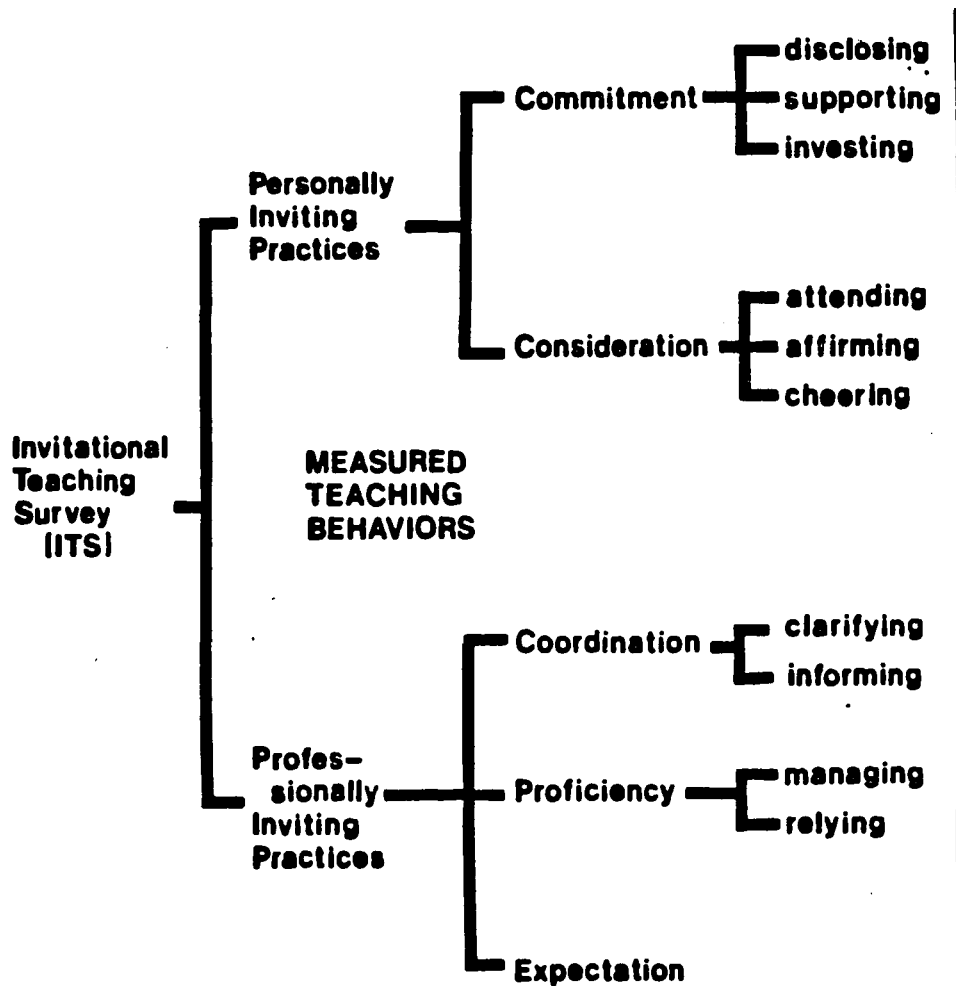 disclosing
Commitment
supporting
investing
Personally
Inviting
Practices
attending
Consideration
affirming
cheering
Invitational
Teaching
Survey
(ITS)
MEASURED
TEACHING
BEHAVIORS
Coordination
clarifying
informing
Profes-
sionally
Inviting
Practices
Proficiency
managing
relying
Expectation